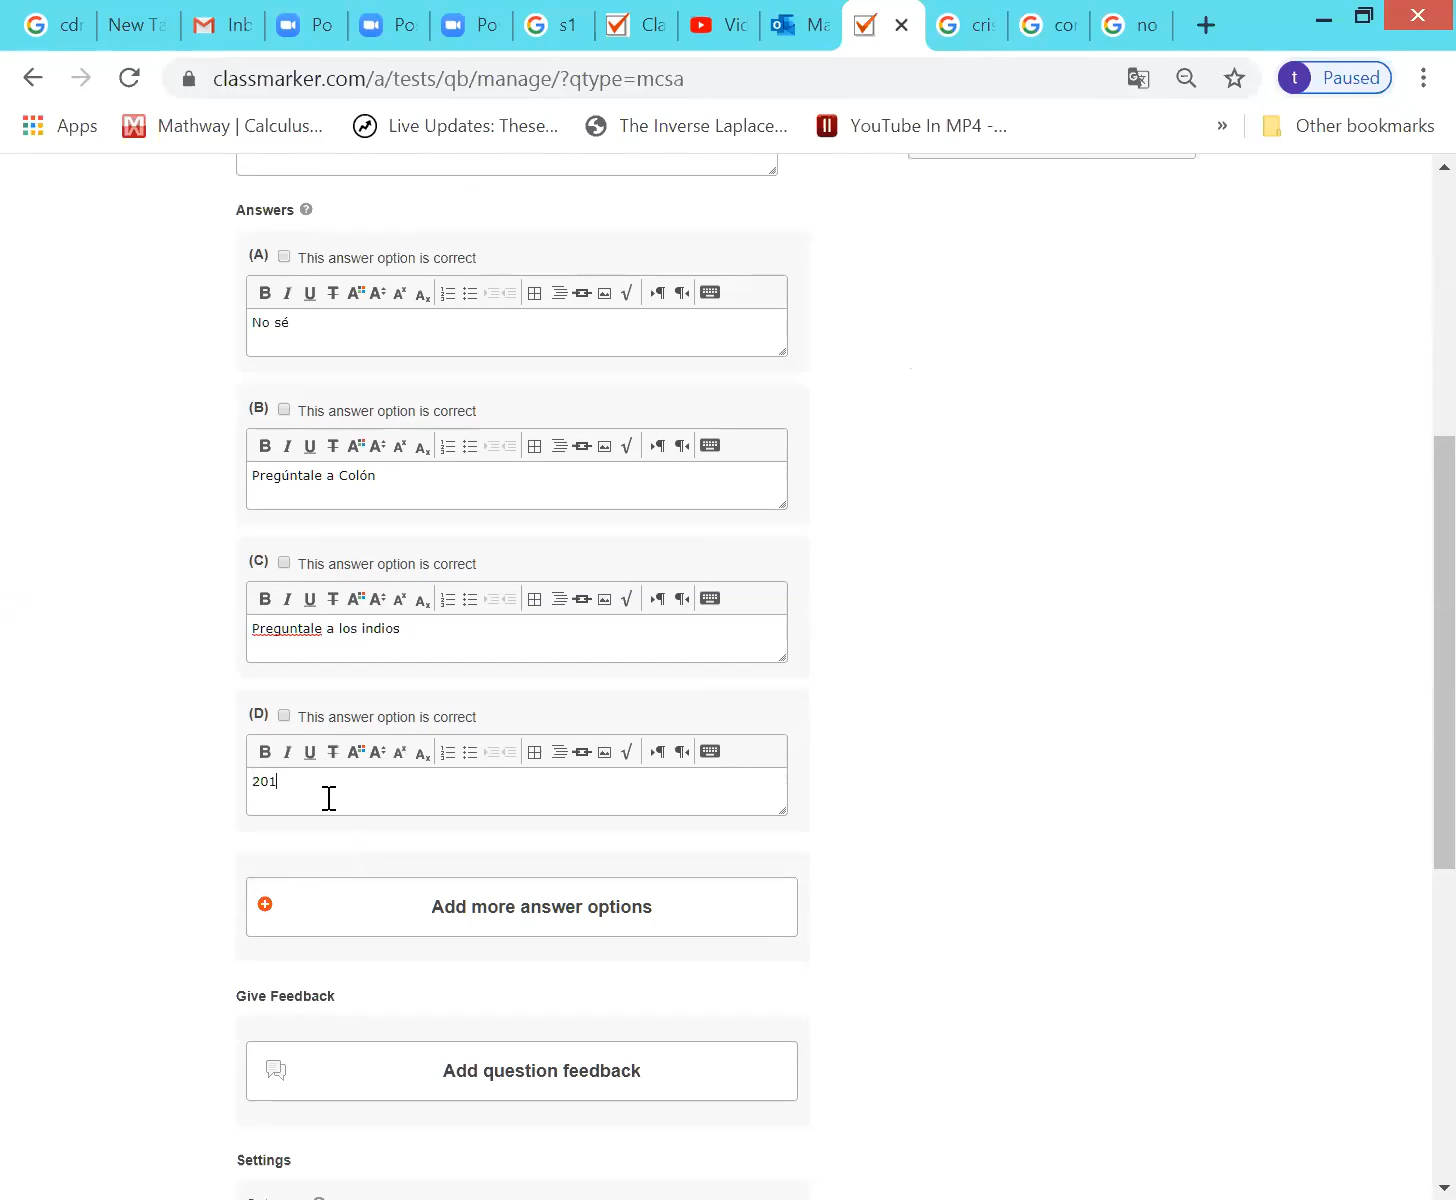 cdr
New Ta
Inb
Po
Po
Po
s1
Cla
Vic
Ma
cris
cor
no
classmarker.com/a/tests/qb/manage/?qtype=mcsa
t Paused
Apps
Mathway | Calculus...
Live Updates: These...
The Inverse Laplace...
YouTube In MP4 -...
»
Other bookmarks
Answers
(A) This answer option is correct
No sé
(B) This answer option is correct
Pregúntale a Colón
(C) This answer option is correct
Preguntale a los indios
(D) This answer option is correct
201
Add more answer options
Give Feedback
Add question feedback
Settings